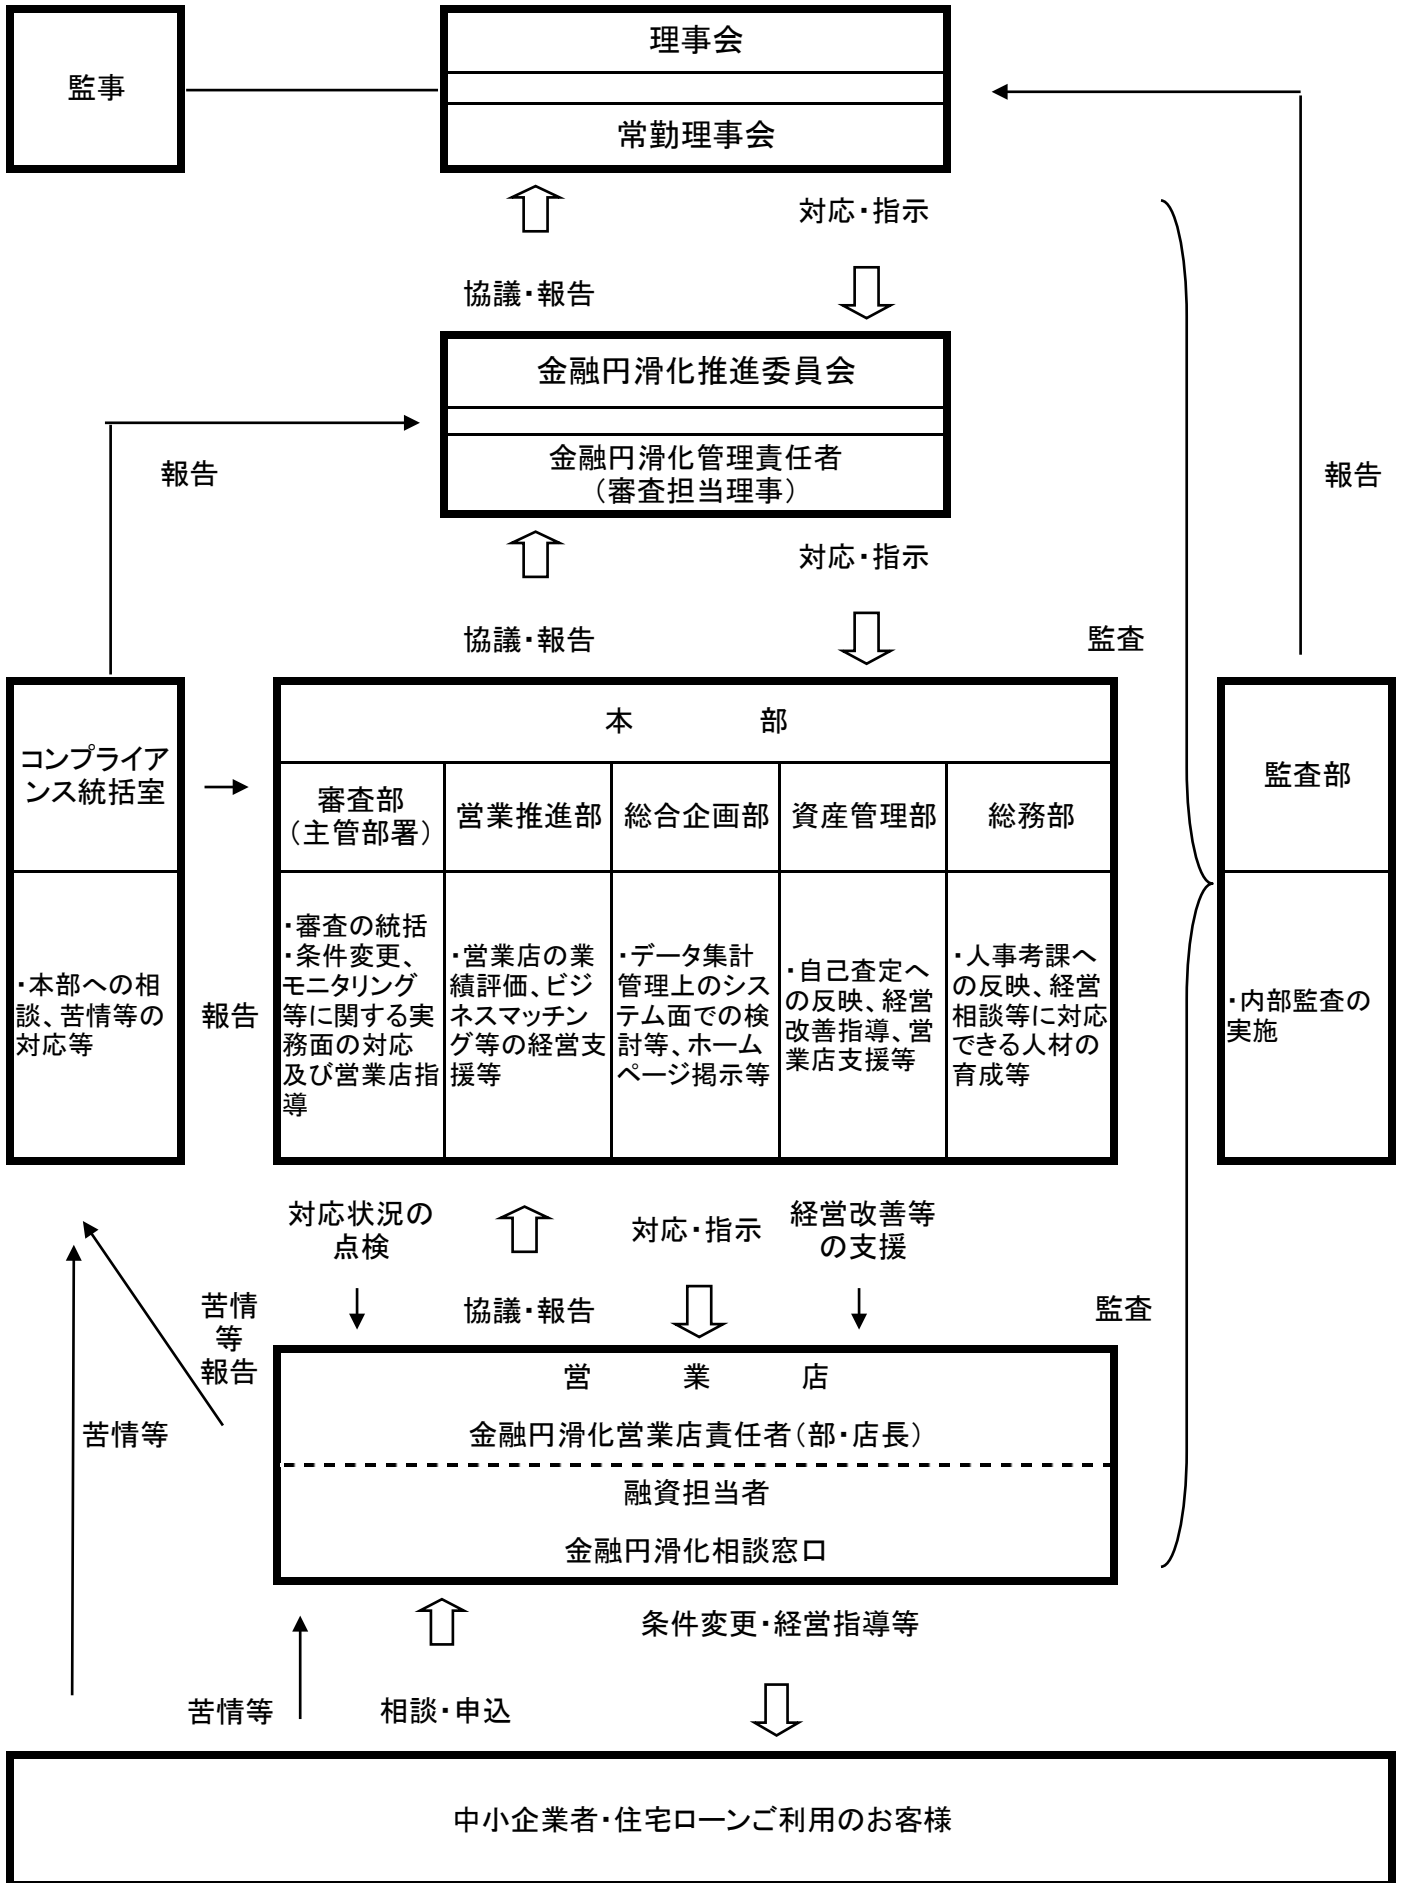 監事
理事会
常勤理事会
対応・指示
協議・報告
金融円滑化推進委員会
金融円滑化管理責任者
（審査担当理事）
報告
報告
対応・指示
協議・報告
監査
コンプライア
ンス統括室
・本部への相
談、苦情等の
対応等
報告
本　　部
審査部
（主管部署）
営業推進部
総合企画部
資産管理部
総務部
・審査の統括
・条件変更、
モニタリング
等に関する実
務面の対応
及び営業店指
導
・営業店の業
績評価、ビジ
ネスマッチン
グ等の経営支
援等
・データ集計
管理上のシス
テム面での検
討等、ホーム
ページ掲示等
・自己査定へ
の反映、経営
改善指導、営
業店支援等
・人事考課へ
の反映、経営
相談等に対応
できる人材の
育成等
監査部
・内部監査の
実施
対応状況の
点検
協議・報告
対応・指示
経営改善等
の支援
監査
苦情
等
報告
苦情等
営　業　店
金融円滑化営業店責任者（部・店長）
融資担当者
金融円滑化相談窓口
条件変更・経営指導等
苦情等
相談・申込
中小企業者・住宅ローンご利用のお客様